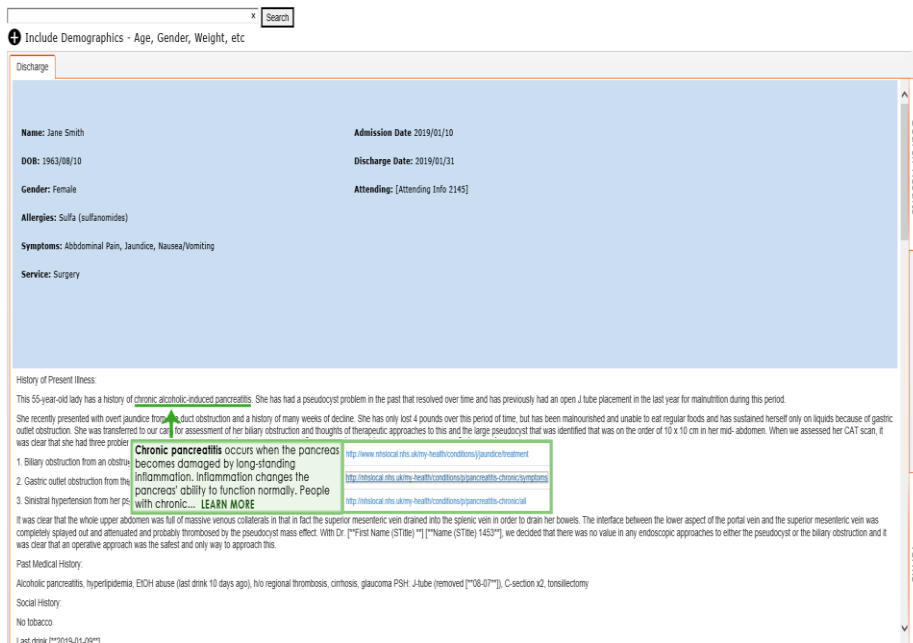 x Search
Include Demographics - Age, Gender, Weight, etc
Discharge
Name: Jane Smith
Admission Date 2019/01/10
DOB: 1963/08/10
Discharge Date: 2019/01/31
Gender: Female
Attending: [Attending Info 2145]
Allergies: Sulfa (sulfanomides)
Symptoms: Abbdominal Pain, Jaundice, Nausea/Vomiting
Service: Surgery
History of Present Illness:
This 55-year-old lady has a history of chronic alcoholic-induced pancreatitis. She has had a pseudocyst problem in the past that resolved over time and has previously had an open J tube placement in the last year for malnutrition during this period.
She recently presented with overt jaundice from duct obstruction and a history of many weeks of decline. She has only lost 4 pounds over this period of time, but has been malnourished and unable to eat regular foods and has sustained herself only on liquids because of gastric
outlet obstruction. She was transferred to our care for assessment of her biliary obstruction and thoughts of therapeutic approaches to this and the large pseudocyst that was identified that was on the order of 10 x 10 cm in her mid- abdomen. When we assessed her CAT scan, it
was clear that she had three
1. Biliary obstruction from an
2. Gastric outlet obstruction from
3. Sinistral hypertension from her
Chronic pancreatitis occurs when the pancreas
becomes damaged by long-standing
inflammation. Inflammation changes the
pancreas' ability to function normally. People
with chronic... LEARN MORE
http://www.nhslocal.nhs.uk/my-health/conditions/j/jaundice/treatment
http://nhslocal.nhs.uk/my-health/conditions/p/pancreatitis-chronic/symptoms
http://nhslocal.nhs.uk/my-health/conditions/p/pancreatitis-chronic/all
It was clear that the whole upper abdomen was full of massive venous collaterals in that in fact the superior mesenteric vein drained into the splenic vein in order to drain her bowels. The interface between the lower aspect of the portal vein and the superior mesenteric vein was
completely splayed out and attenuated and probably thrombosed by the pseudocyst mass effect. With Dr. [**First Name (STitle) **] [**Name (STitle) 1453**], we decided that there was no value in any endoscopic approaches to either the pseudocyst or the biliary obstruction and it
was clear that an operative approach was the safest and only way to approach this.
Past Medical History:
Alcoholic pancreatitis, hyperlipidemia, EtOH abuse (last drink 10 days ago), h/o regional thrombosis, cirrhosis, glaucoma PSH: J-tube (removed [**08-07**]), C-section x2, tonsillectomy
Social History:
No tobacco
Last drink [**2019-01-09**]